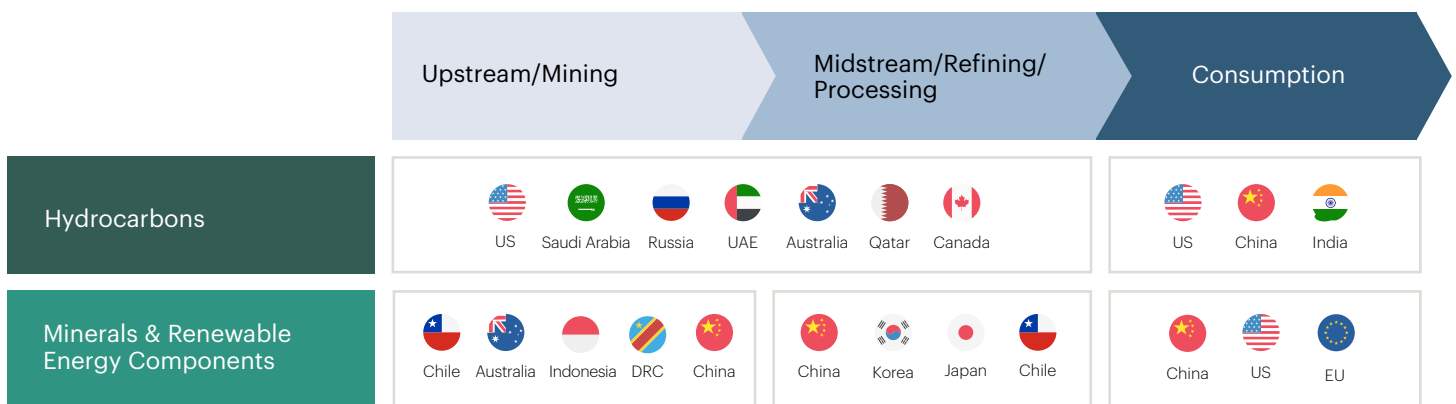 Upstream/Mining
Midstream/Refining/
Processing
Consumption
Hydrocarbons
US Saudi Arabia Russia UAE Australia Qatar Canada
US China India
Minerals & Renewable
Energy Components
Chile Australia Indonesia DRC China
China Korea Japan Chile
China US EU